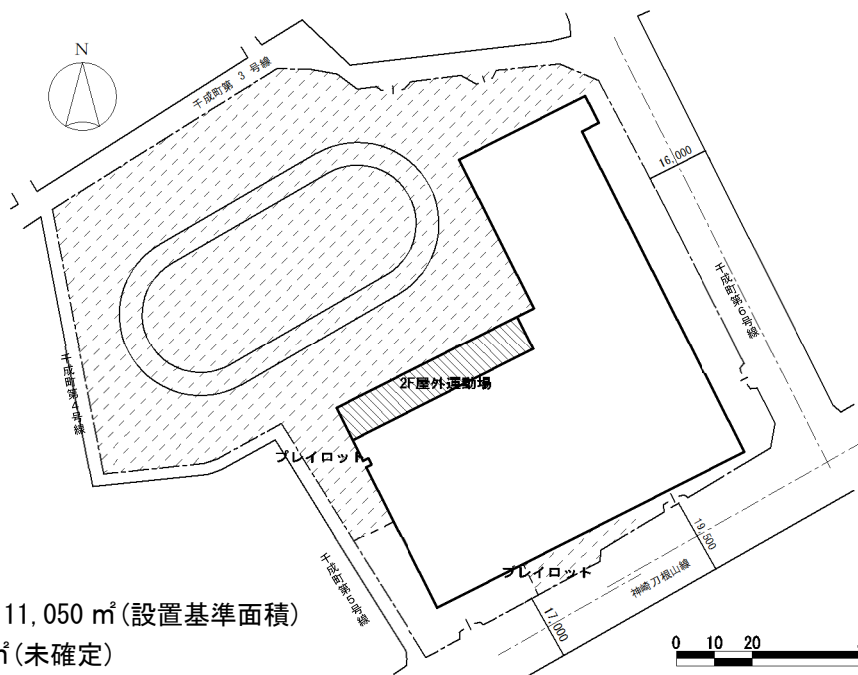 N
千成町第 3 号線
16,000
千成町第6号線
2F屋外運動場
千成町第4号線
プレイロット
19,500
千成町第5号線
プレイロット
神崎刀根山線
11,050 ㎡(設置基準面積)
17,000
㎡(未確定)
0 10 20